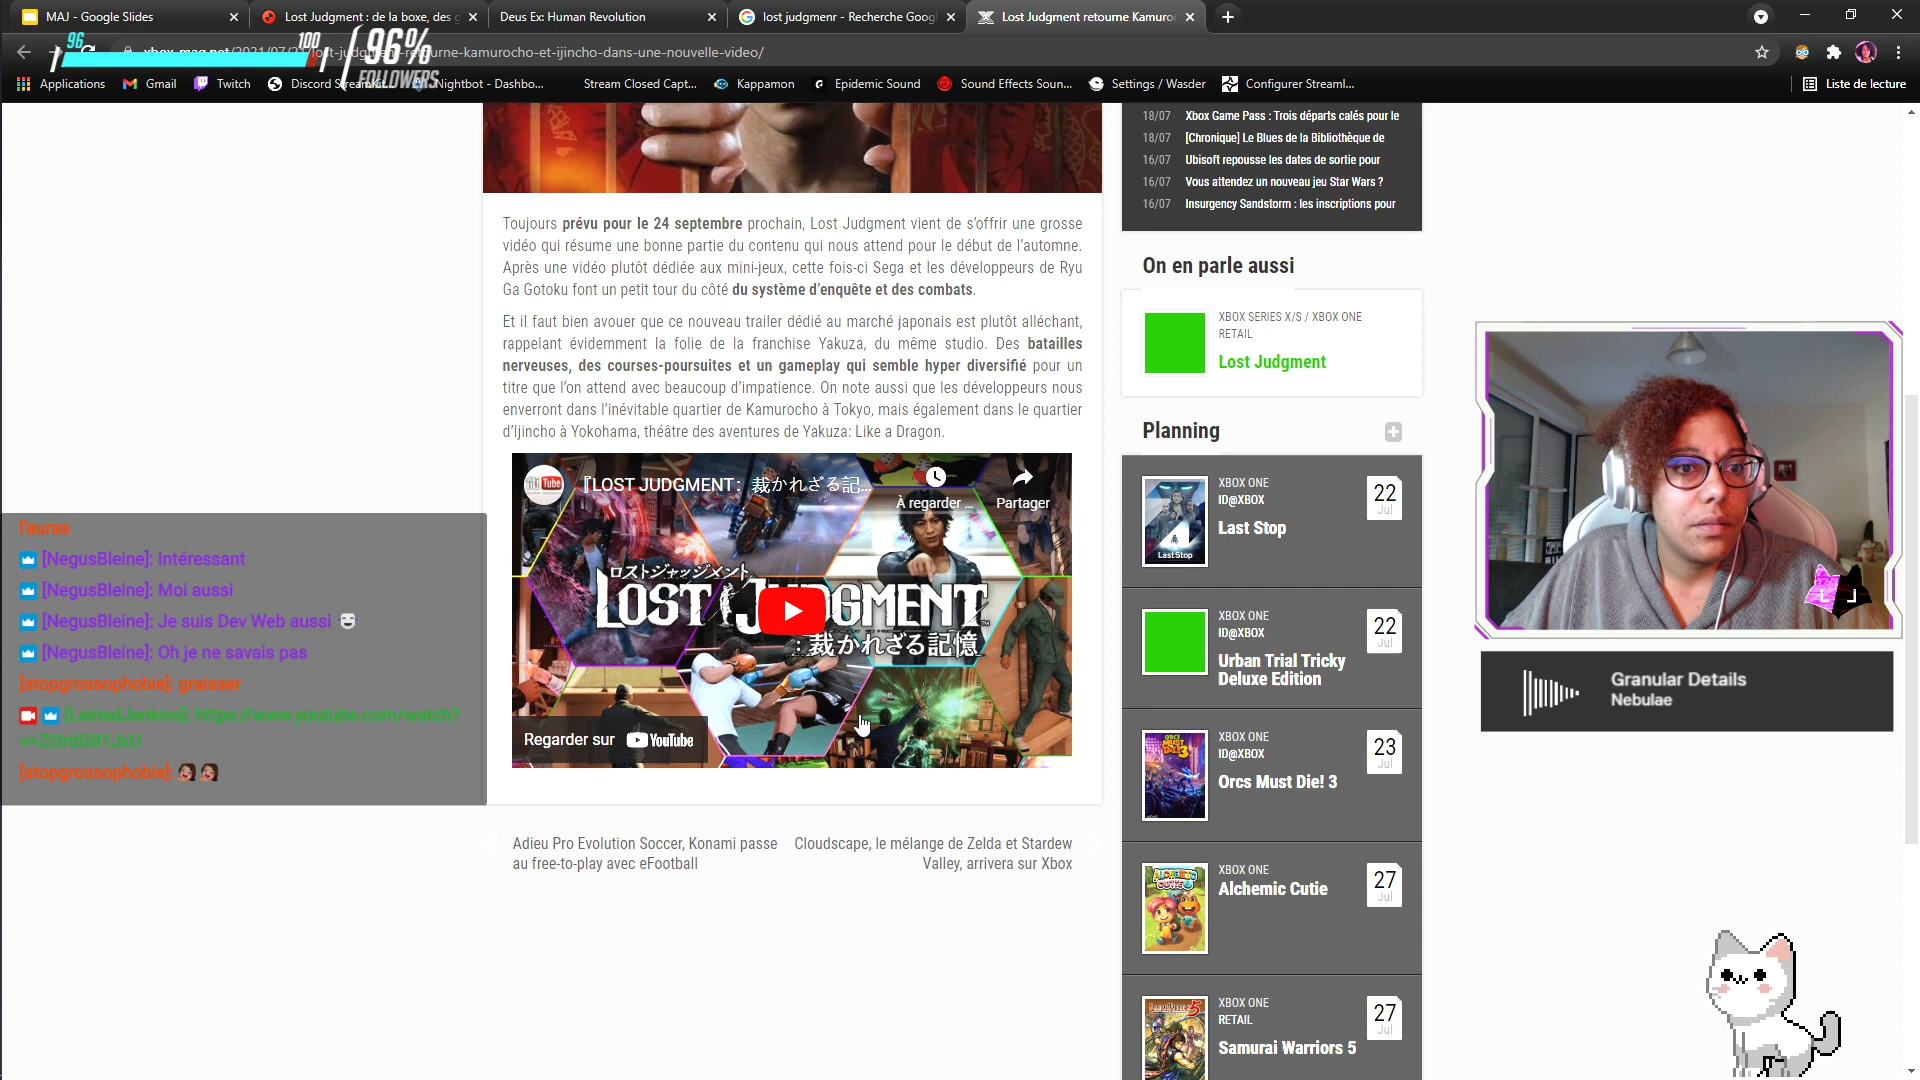 MAJ - Google Slides
Lost Judgment : de la boxe, des
Deus Ex: Human Revolution
lost judgmenr - Recherche Goog
Lost Judgment retourne Kamuro
96
100
96%
FOLLOWERS
xbox-mag.net/2021/07/21/lost-judgment-retourne-kamurocho-et-ijincho-dans-une-nouvelle-video/
Applications
Gmail
Twitch
Discord StreamKit...
Nightbot - Dashbo...
Stream Closed Capt...
Kappamon
Epidemic Sound
Sound Effects Soun...
Settings / Wasder
Configurer Streaml...
Liste de lecture
Toujours prévu pour le 24 septembre prochain, Lost Judgment vient de s'offrir une grosse
vidéo qui résume une bonne partie du contenu qui nous attend pour le début de l'automne.
Après une vidéo plutôt dédiée aux mini-jeux, cette fois-ci Sega et les développeurs de Ryu
Ga Gotoku font un petit tour du côté du système d'enquête et des combats.
Et il faut bien avouer que ce nouveau trailer dédié au marché japonais est plutôt alléchant,
rappelant évidemment la folie de la franchise Yakuza, du même studio. Des batailles
nerveuses, des courses-poursuites et un gameplay qui semble hyper diversifié pour un
titre que l'on attend avec beaucoup d'impatience. On note aussi que les développeurs nous
enverront dans l'inévitable quartier de Kamurocho à Tokyo, mais également dans le quartier
d'Ijincho à Yokohama, théâtre des aventures de Yakuza: Like a Dragon.
『LOST JUDGMENT：裁かれざる記...
À regarder ...
Partager
ロストジャッジメント
LOST JUDGMENT
：裁かれざる記憶
Regarder sur YouTube
Adieu Pro Evolution Soccer, Konami passe
au free-to-play avec eFootball
Cloudscape, le mélange de Zelda et Stardew
Valley, arrivera sur Xbox
18/07 Xbox Game Pass : Trois départs calés pour le
18/07 [Chronique] Le Blues de la Bibliothèque de
16/07 Ubisoft repousse les dates de sortie pour
16/07 Vous attendez un nouveau jeu Star Wars ?
16/07 Insurgency Sandstorm : les inscriptions pour
On en parle aussi
XBOX SERIES X/S / XBOX ONE
RETAIL
Lost Judgment
Planning
Last Stop
XBOX ONE
ID@XBOX
Last Stop
22
Jul
XBOX ONE
ID@XBOX
Urban Trial Tricky
Deluxe Edition
22
Jul
XBOX ONE
ID@XBOX
Orcs Must Die! 3
23
Jul
XBOX ONE
Alchemic Cutie
27
Jul
XBOX ONE
RETAIL
Samurai Warriors 5
27
Jul
l'auras
[NegusBleine]: Intéressant
[NegusBleine]: Moi aussi
[NegusBleine]: Je suis Dev Web aussi
[NegusBleine]: Oh je ne savais pas
[stopgrossophobie]: graisser
[LeiriadJenkins]: https://www.youtube.com/watch?
[stopgrossophobie]:
L J
Granular Details
Nebulae